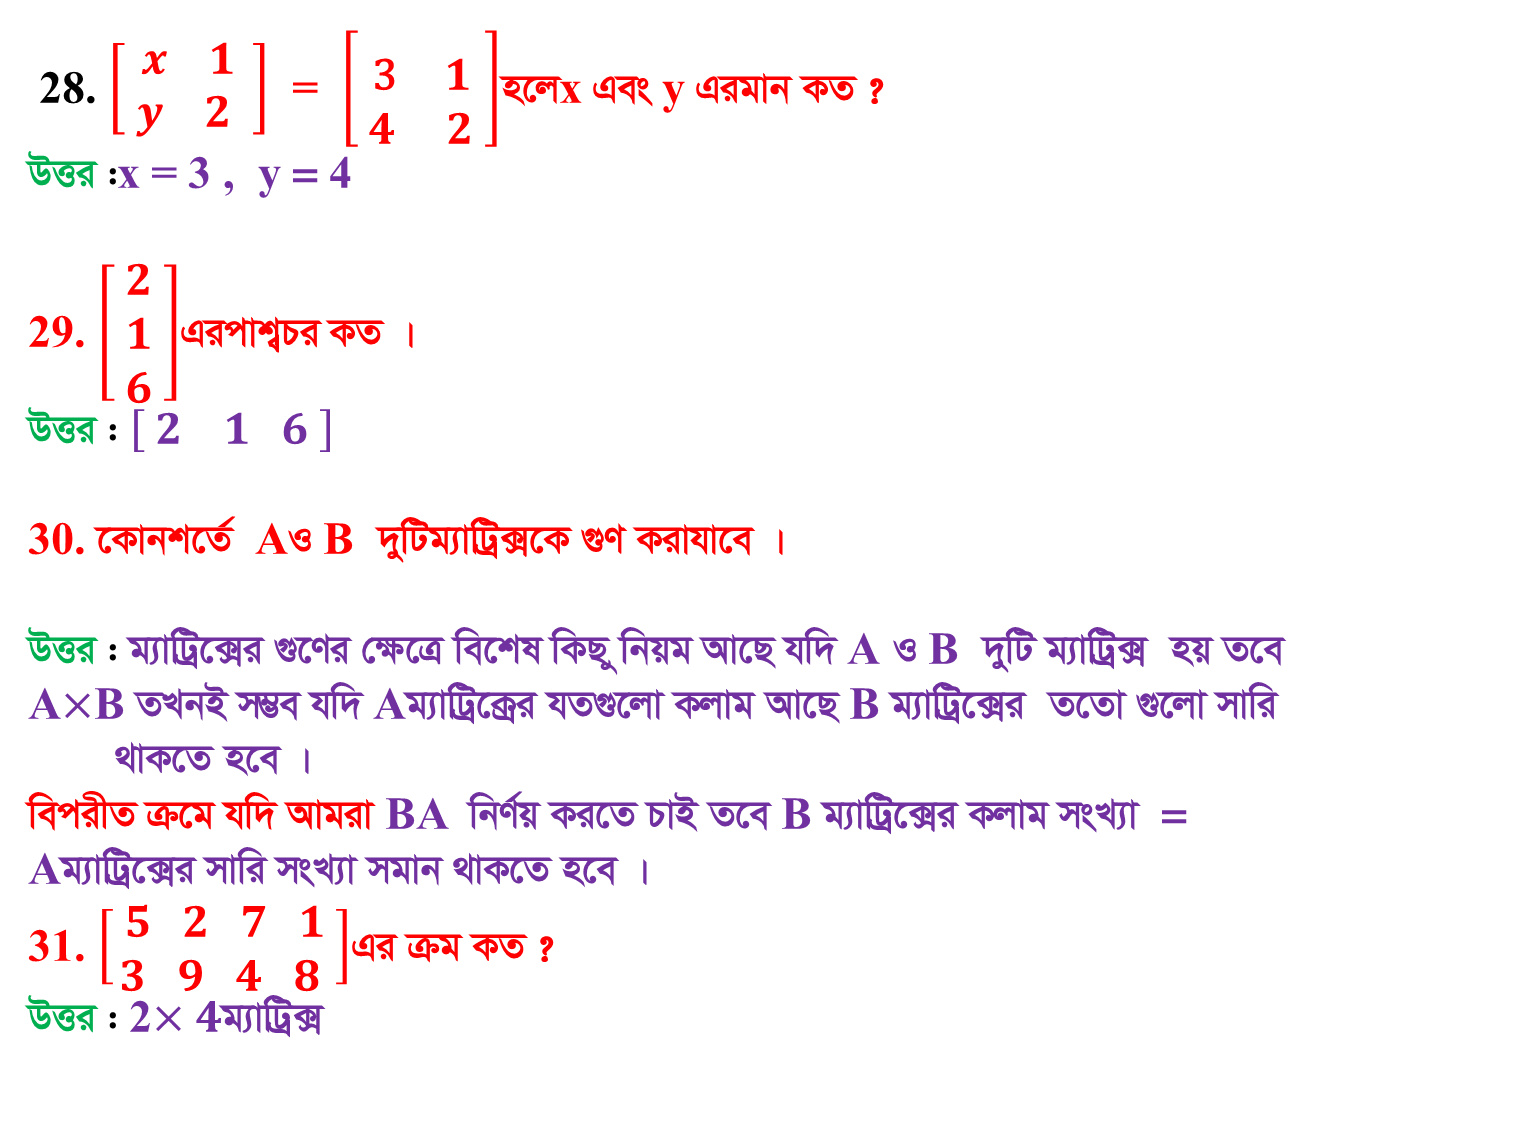 28. [ x 1 y 2 ] = [ 3 1 4 2 ] হলেx এবং y এরমান কত ?
উত্তর :x = 3 , y = 4
29. [ 2 1 6 ] এরপাশ্বচর কত ।
উত্তর : [ 2 1 6 ]
30. কোনশর্তে Aও B দুটিম্যাট্রিক্সকে গুণ করাযাবে ।
উত্তর : ম্যাট্রিক্সের গুণের ক্ষেত্রে বিশেষ কিছু নিয়ম আছে যদি A ও B দুটি ম্যাট্রিক্স হয় তবে
A×B তখনই সম্ভব যদি Aম্যাট্রিক্রের যতগুলো কলাম আছে B ম্যাট্রিক্সের ততো গুলো সারি
থাকতে হবে ।
বিপরীত ক্রমে যদি আমরা BA নির্ণয় করতে চাই তবে B ম্যাট্রিক্সের কলাম সংখ্যা =
Aম্যাট্রিক্সের সারি সংখ্যা সমান থাকতে হবে ।
31. [ 5 2 7 1 3 9 4 8 ] এর ক্রম কত ?
উত্তর : 2× 4ম্যাট্রিক্স